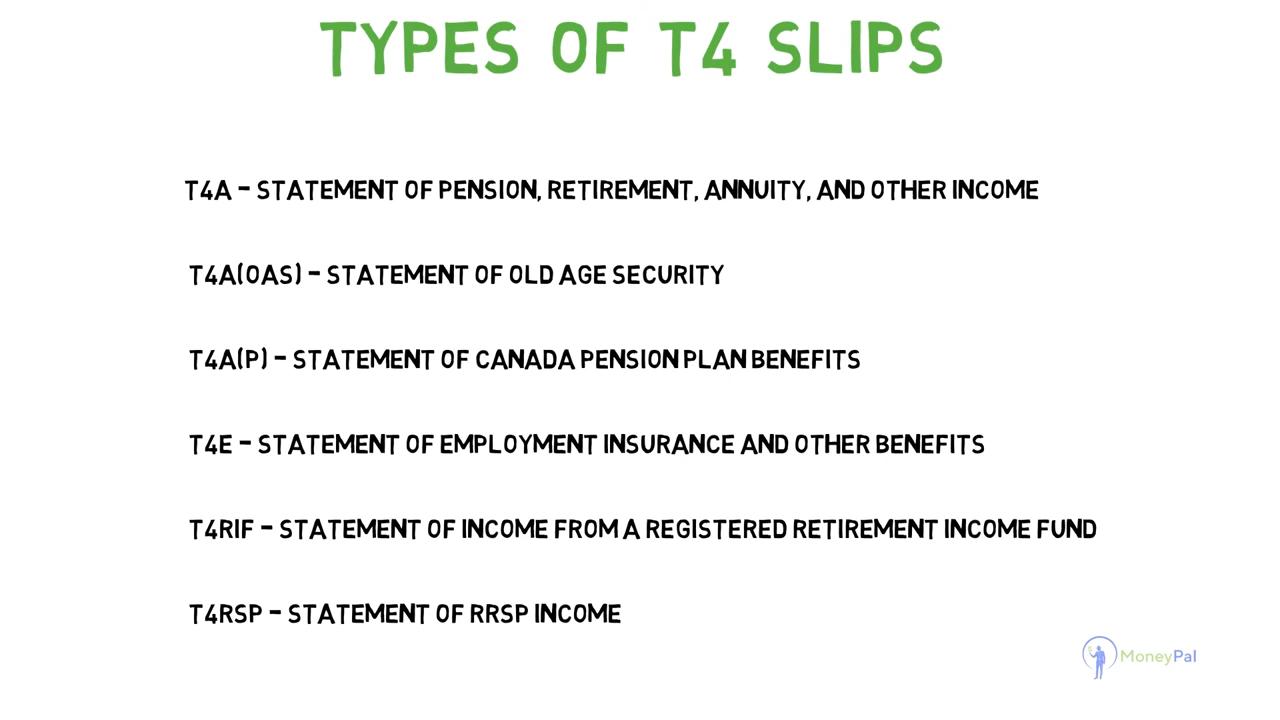 TYPES OF T4 SLIPS
T4A - STATEMENT OF PENSION, RETIREMENT, ANNUITY, AND OTHER INCOME
T4A(OAS) - STATEMENT OF OLD AGE SECURITY
T4A(P) - STATEMENT OF CANADA PENSION PLAN BENEFITS
T4E - STATEMENT OF EMPLOYMENT INSURANCE AND OTHER BENEFITS
T4RIF - STATEMENT OF INCOME FROM A REGISTERED RETIREMENT INCOME FUND
T4RSP - STATEMENT OF RRSP INCOME
MoneyPal